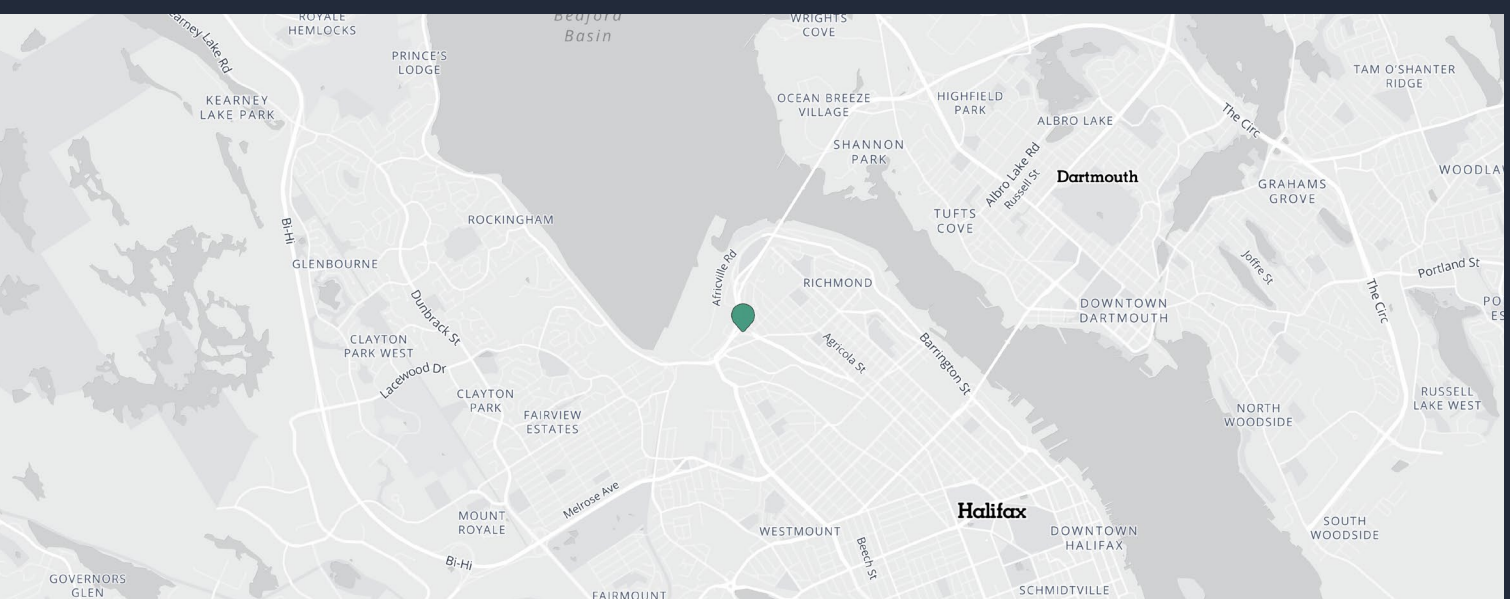 ROYALE
HEMLOCKS
Bedford
Basin
WRIGHTS
COVE
Kearney Lake Rd
PRINCE'S
LODGE
TAM O'SHANTER
RIDGE
KEARNEY
LAKE PARK
OCEAN BREEZE
VILLAGE
HIGHFIELD
PARK
ALBRO LAKE
The Circ
SHANNON
PARK
Albro Lake Rd
Russell St
Dartmouth
GRAHAMS
GROVE
ROCKINGHAM
TUFTS
COVE
Bi-Hi
GLENBOURNE
Africville Rd
RICHMOND
Joffre St
Portland St
The Circ
DOWNTOWN
DARTMOUTH
Dunbrack St
CLAYTON
PARK WEST
Agricola St
Barrington St
Lacewood Dr
CLAYTON
PARK
FAIRVIEW
ESTATES
RUSSELL
LAKE WEST
NORTH
WOODSIDE
Melrose Ave
Halifax
MOUNT
ROYALE
WESTMOUNT
DOWNTOWN
HALIFAX
SOUTH
WOODSIDE
Bi-Hi
Beech St
GOVERNORS
GLEN
FAIRMOUNT
SCHMIDTVILLE